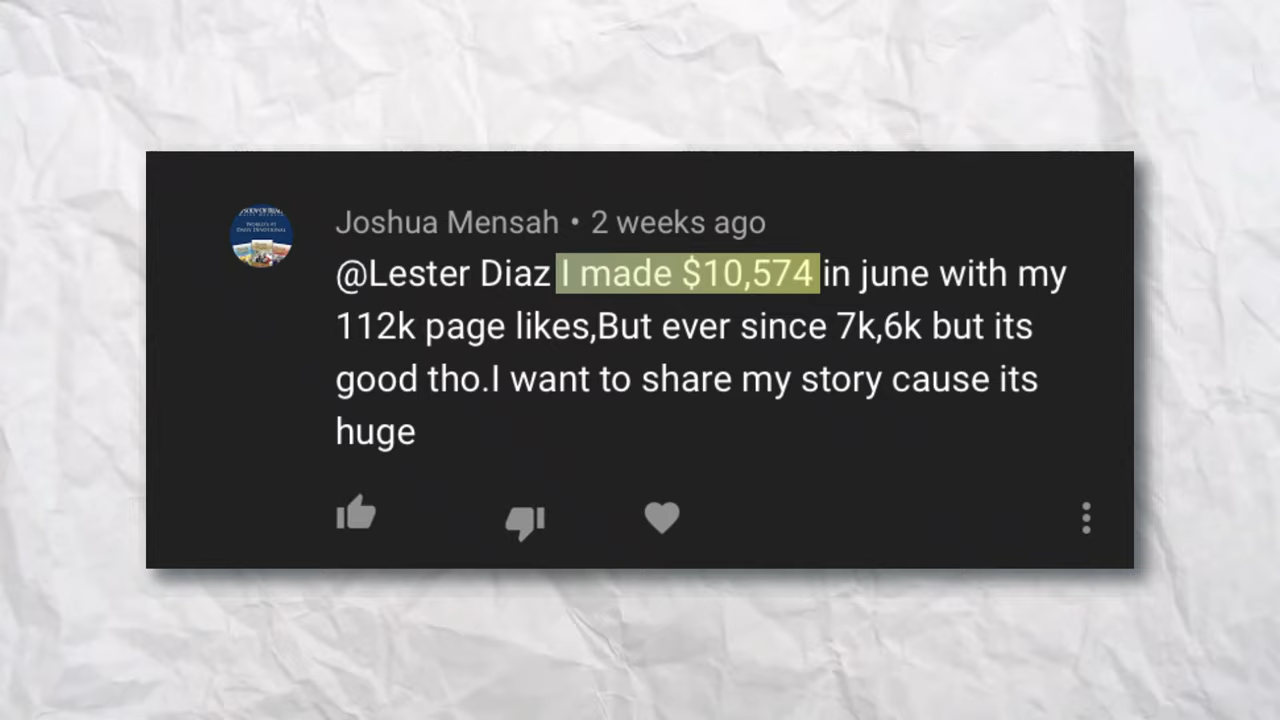 Joshua Mensah • 2 weeks ago
@Lester Diaz I made $10,574 in june with my
112k page likes,But ever since 7k,6k but its
good tho.I want to share my story cause its
huge